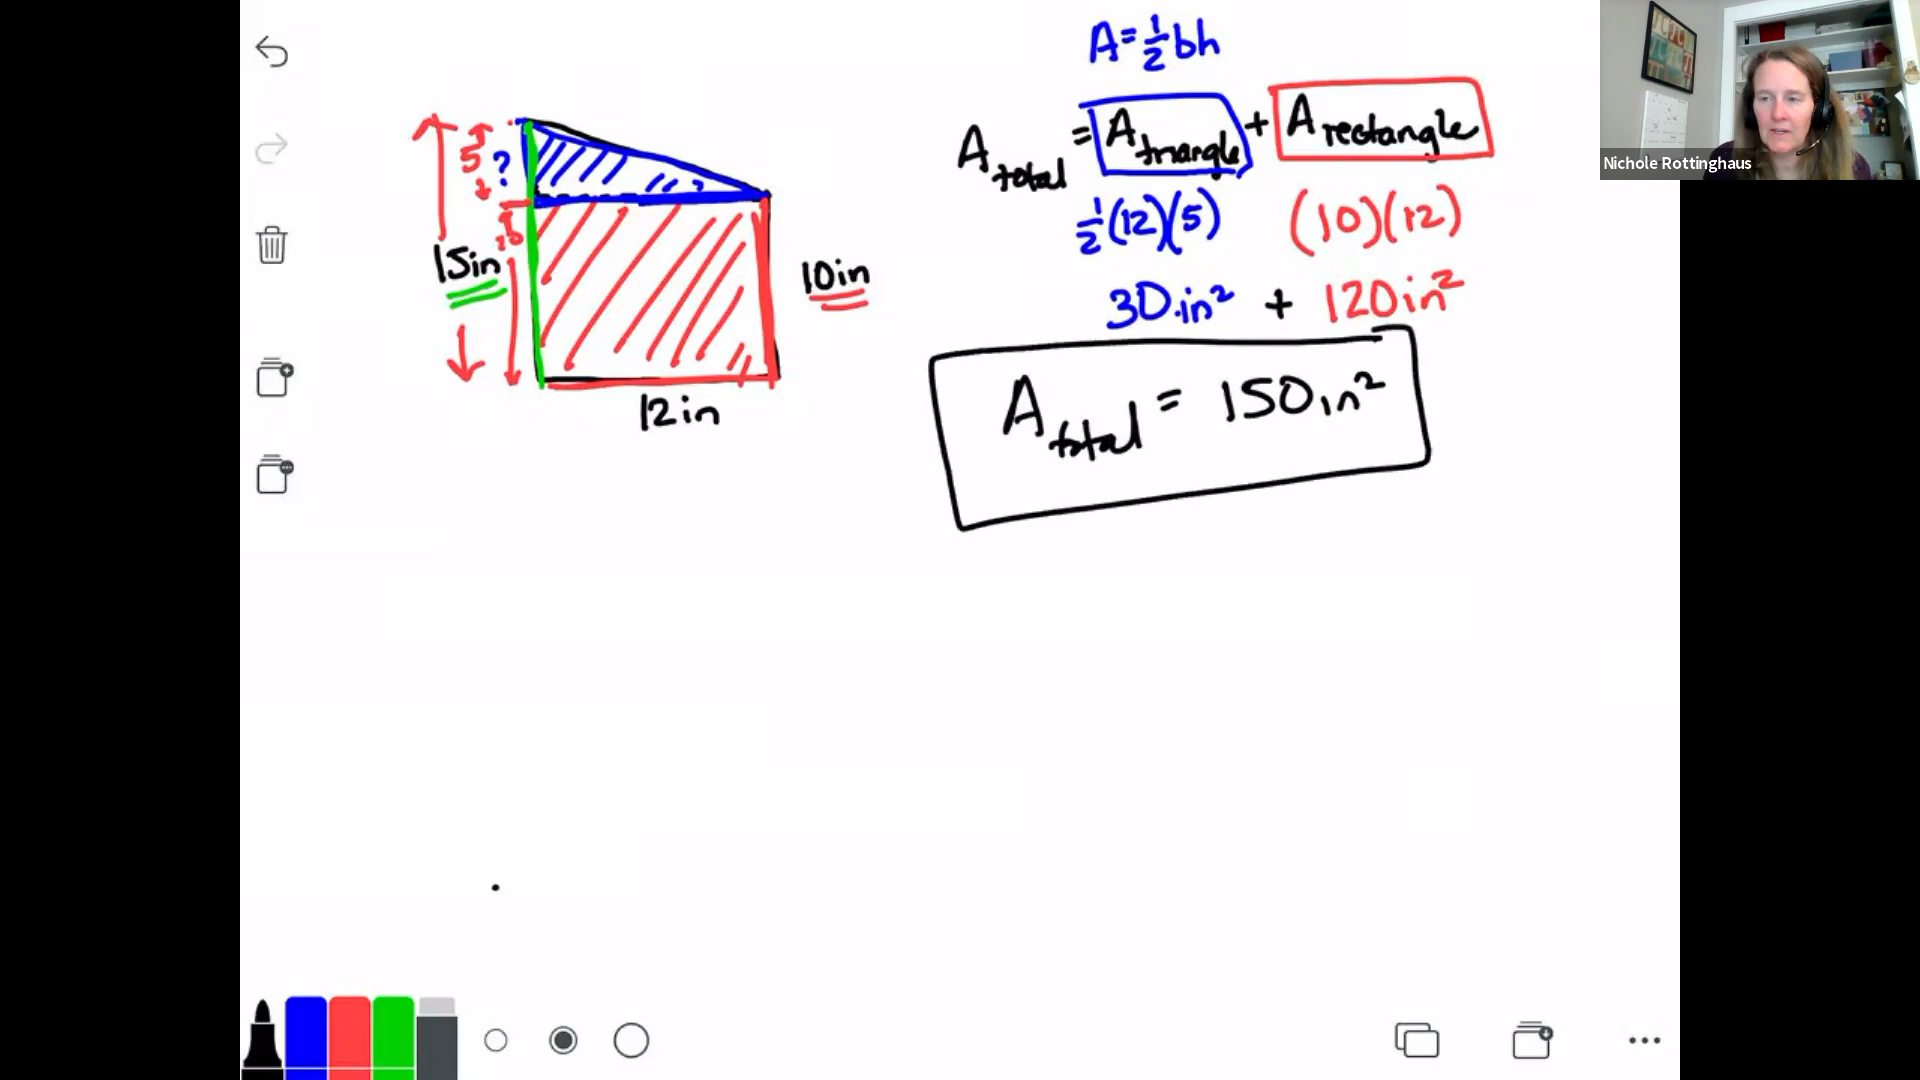 A=½bh
A total = A triangle + A rectangle
½(12)(5) (10)(12)
30 in² + 120 in²
A total = 150 in²
5 ?
10
15in
10in
12in
Nichole Rottinghaus